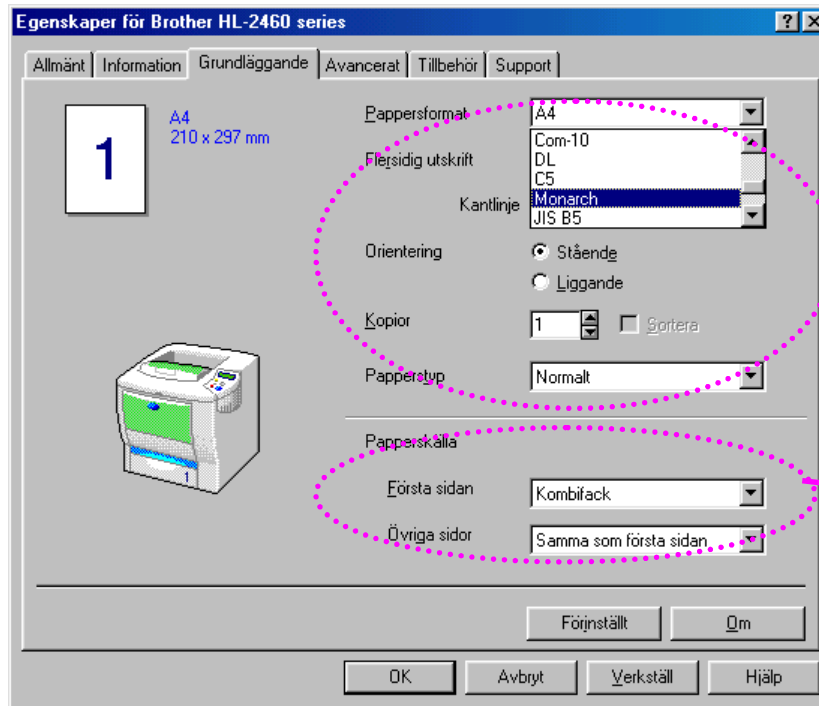 Egenskaper för Brother HL-2460 series
Allmänt Information Grundläggande Avancerat Tillbehör Support
1
A4
210 x 297 mm
Pappersformat A4
Com-10
DL
C5
Monarch
JIS B5
Flersidig utskrift
Kantlinje
Orientering Stående
Liggande
Kopior 1 Sortera
Papperstyp Normalt
Papperskälla
Första sidan Kombifack
Övriga sidor Samma som första sidan
1
Förinställt Om
OK Avbryt Verkställ Hjälp